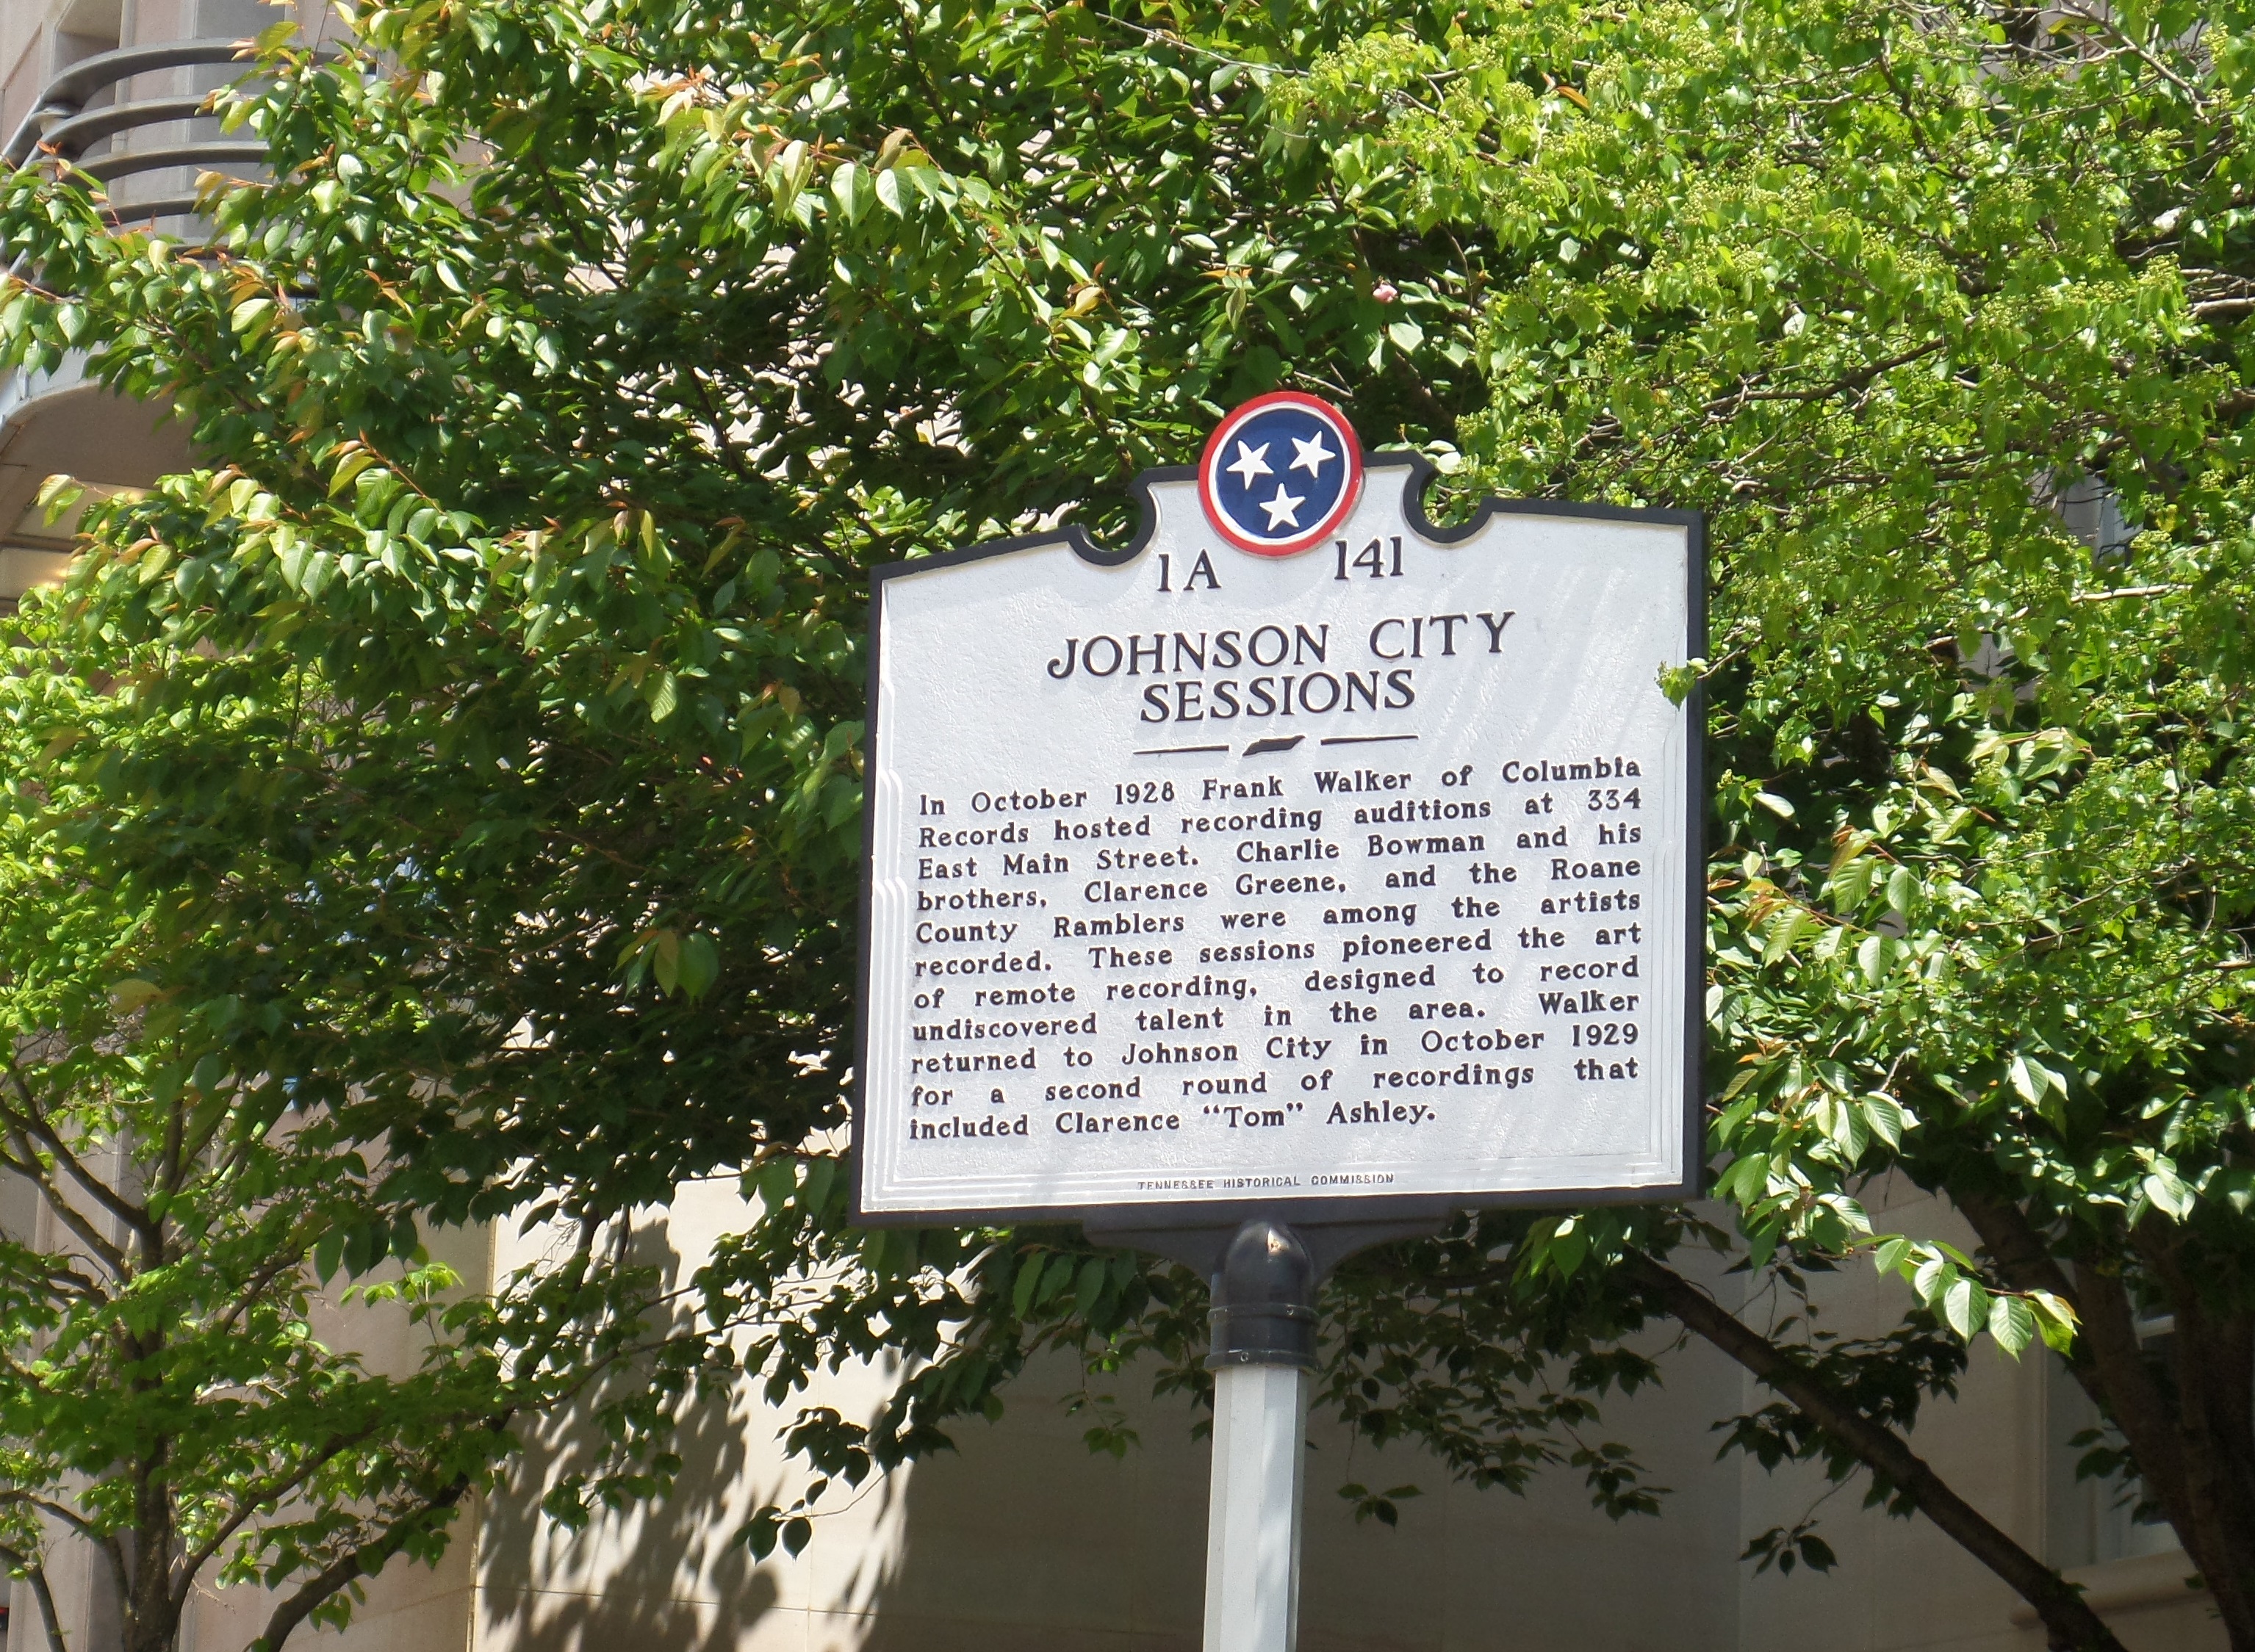 1A 141
JOHNSON CITY
SESSIONS
In October 1928 Frank Walker of Columbia
Records hosted recording auditions at 334
East Main Street. Charlie Bowman and his
brothers, Clarence Greene, and the Roane
County Ramblers were among the artists
recorded. These sessions pioneered the art
of remote recording, designed to record
undiscovered talent in the area. Walker
returned to Johnson City in October 1929
for a second round of recordings that
included Clarence “Tom” Ashley.
TENNESSEE HISTORICAL COMMISSION